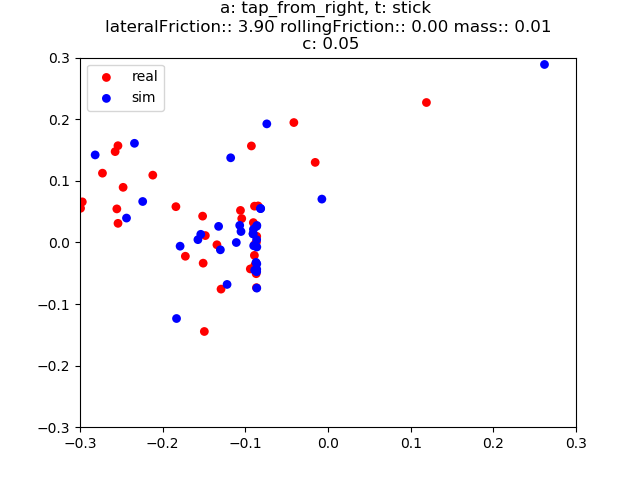 a: tap_from_right, t: stick
lateralFriction:: 3.90 rollingFriction:: 0.00 mass:: 0.01
c: 0.05
real
sim
0.3
0.2
0.1
0.0
−0.1
−0.2
−0.3
−0.3
−0.2
−0.1
0.0
0.1
0.2
0.3